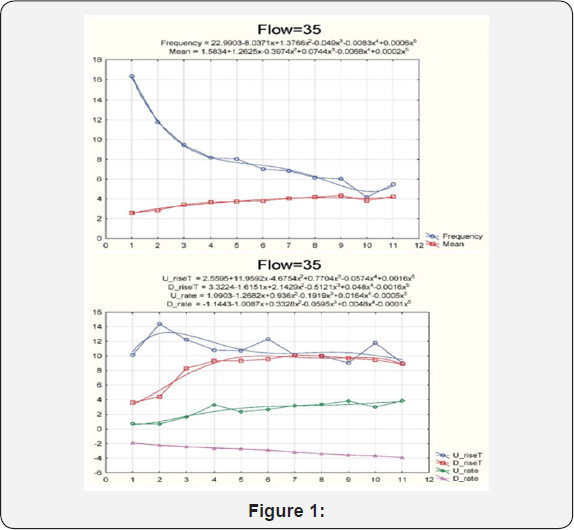 Flow=35
Frequency = 22.9903-8.0371x+1.3766x²-0.049x³-0.0083x⁴+0.0006x⁵
Mean = 1.5834+1.2625x-0.3974x²+0.0744x³-0.0068x⁴+0.0002x⁵
18
16
14
12
10
8
6
4
2
0
0 1 2 3 4 5 6 7 8 9 10 11 12
Frequency
Mean
Flow=35
U_riseT = 2.5595+11.9592x-4.6754x²+0.7704x³-0.0574x⁴+0.0016x⁵
D_riseT = 3.3224-1.6151x+2.1429x²-0.5121x³+0.048x⁴-0.0016x⁵
U_rate = 1.0903-1.2682x+0.936x²-0.1919x³+0.0164x⁴-0.0005x⁵
D_rate = -1.1443-1.0087x+0.3328x²-0.0595x³+0.0048x⁴-0.0001x⁵
16
14
12
10
8
6
4
2
0
-2
-4
-6
0 1 2 3 4 5 6 7 8 9 10 11 12
U_riseT
D_riseT
U_rate
D_rate
Figure 1: